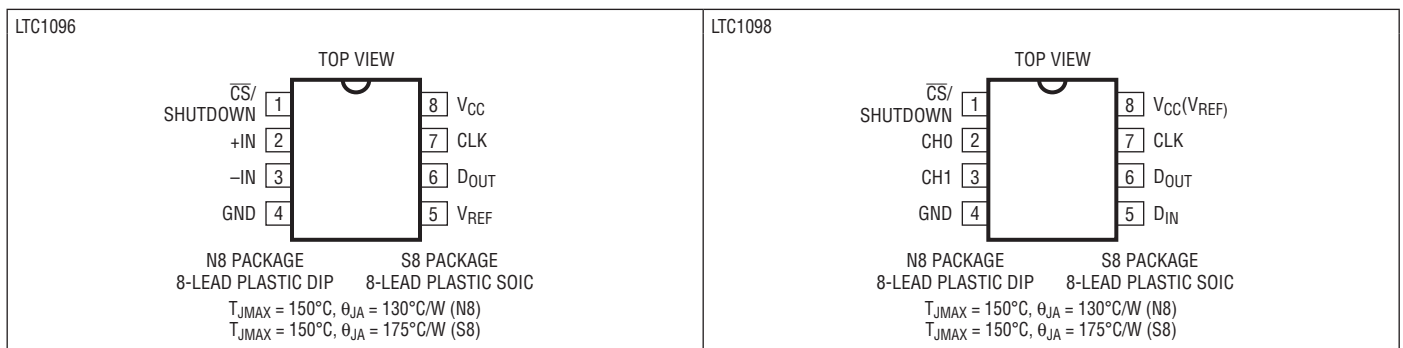 LTC1096
TOP VIEW
CS/
SHUTDOWN 1
+IN 2
–IN 3
GND 4
8 VCC
7 CLK
6 DOUT
5 VREF
N8 PACKAGE
8-LEAD PLASTIC DIP
S8 PACKAGE
8-LEAD PLASTIC SOIC
TJMAX = 150°C, θJA = 130°C/W (N8)
TJMAX = 150°C, θJA = 175°C/W (S8)
LTC1098
TOP VIEW
CS/
SHUTDOWN 1
CH0 2
CH1 3
GND 4
8 VCC(VREF)
7 CLK
6 DOUT
5 DIN
N8 PACKAGE
8-LEAD PLASTIC DIP
S8 PACKAGE
8-LEAD PLASTIC SOIC
TJMAX = 150°C, θJA = 130°C/W (N8)
TJMAX = 150°C, θJA = 175°C/W (S8)